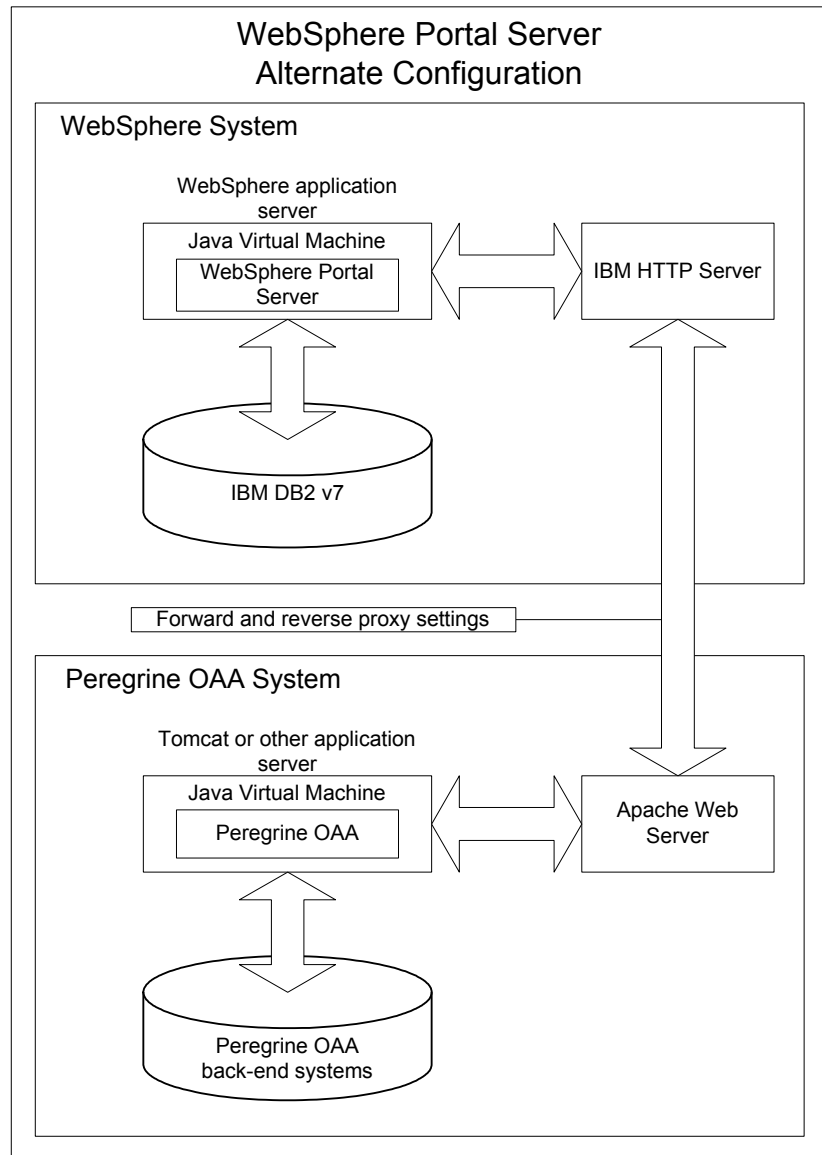 WebSphere Portal Server
Alternate Configuration
WebSphere System
WebSphere application
server
Java Virtual Machine
WebSphere Portal
Server
IBM HTTP Server
IBM DB2 v7
Forward and reverse proxy settings
Peregrine OAA System
Tomcat or other application
server
Java Virtual Machine
Peregrine OAA
Apache Web
Server
Peregrine OAA
back-end systems